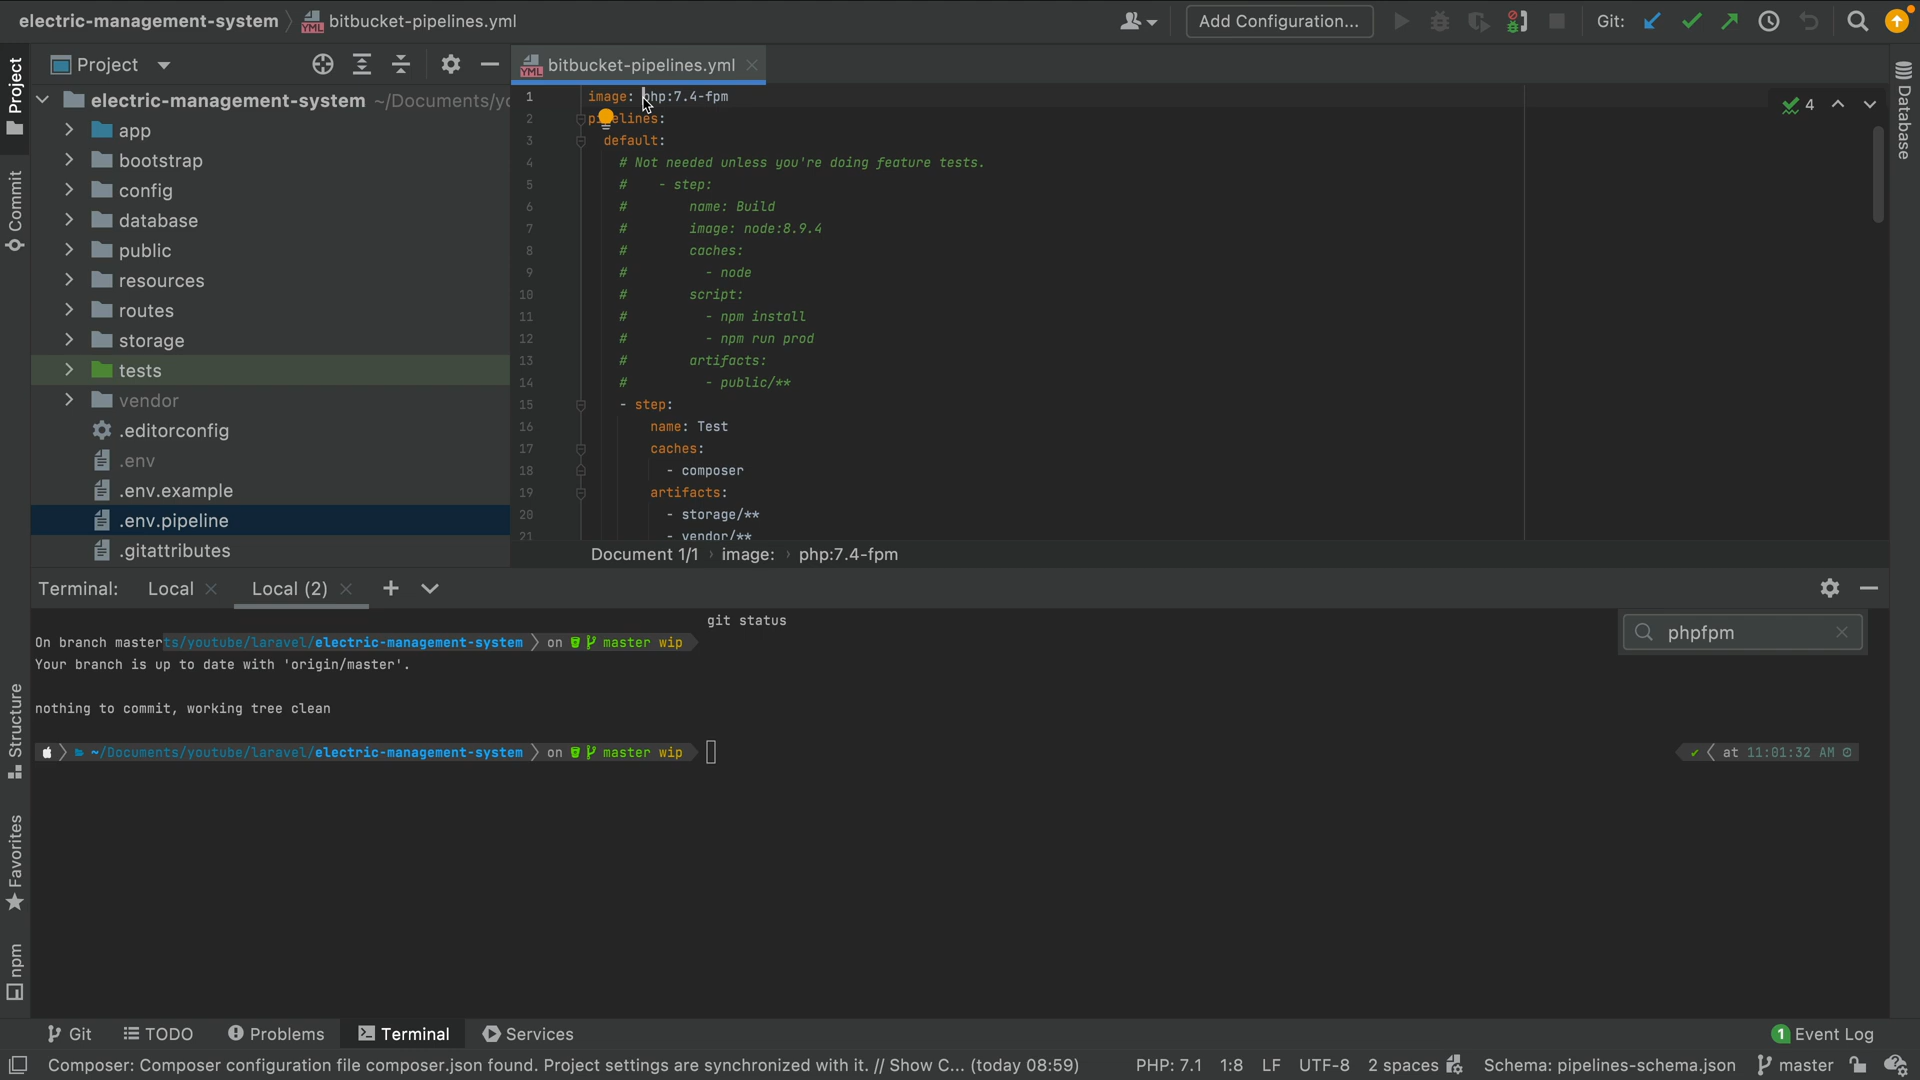 electric-management-system bitbucket-pipelines.yml Add Configuration... Git:
Project bitbucket-pipelines.yml
Project
Commit
Structure
Favorites
npm
Database
electric-management-system ~/Documents/yo
app
bootstrap
config
database
public
resources
routes
storage
tests
vendor
.editorconfig
.env
.env.example
.env.pipeline
.gitattributes
4
1 image: php:7.4-fpm
2 pipelines:
3 default:
4 # Not needed unless you're doing feature tests.
5 # - step:
6 # name: Build
7 # image: node:8.9.4
8 # caches:
9 # - node
10 # script:
11 # - npm install
12 # - npm run prod
13 # artifacts:
14 # - public/**
15 - step:
16 name: Test
17 caches:
18 - composer
19 artifacts:
20 - storage/**
21 - vendor/**
Document 1/1 › image: › php:7.4-fpm
Terminal: Local Local (2)
git status
phpfpm
On branch masterts/youtube/laravel/electric-management-system on master wip
Your branch is up to date with 'origin/master'.
nothing to commit, working tree clean
~/Documents/youtube/laravel/electric-management-system on master wip
✔ at 11:01:32 AM
Git TODO Problems Terminal Services 1 Event Log
Composer: Composer configuration file composer.json found. Project settings are synchronized with it. // Show C... (today 08:59) PHP: 7.1 1:8 LF UTF-8 2 spaces Schema: pipelines-schema.json master